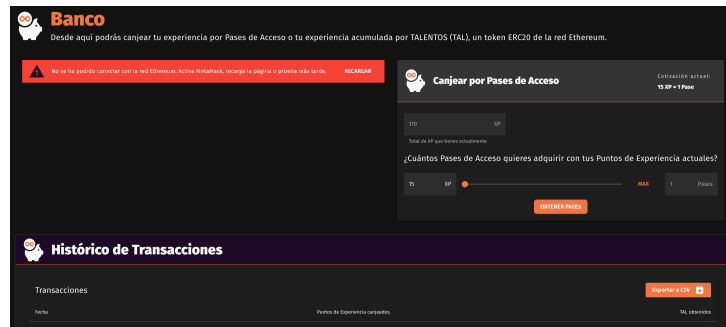 Banco
Desde aquí podrás canjear tu experiencia por Pases de Acceso o tu experiencia acumulada por TALENTOS (TAL), un token ERC20 de la red Ethereum.
No se ha podido conectar con la red Ethereum. Activa MetaMask, recarga la página o prueba más tarde. RECARGAR
Canjear por Pases de Acceso
Cotización actual:
15 XP = 1 Pase
170 XP
Total de XP que tienes actualmente
¿Cuántos Pases de Acceso quieres adquirir con tus Puntos de Experiencia actuales?
15 XP MAX 1 Pases
OBTENER PASES
Histórico de Transacciones
Transacciones Exportar a CSV
Fecha Puntos de Experiencia canjeados TAL obtenidos